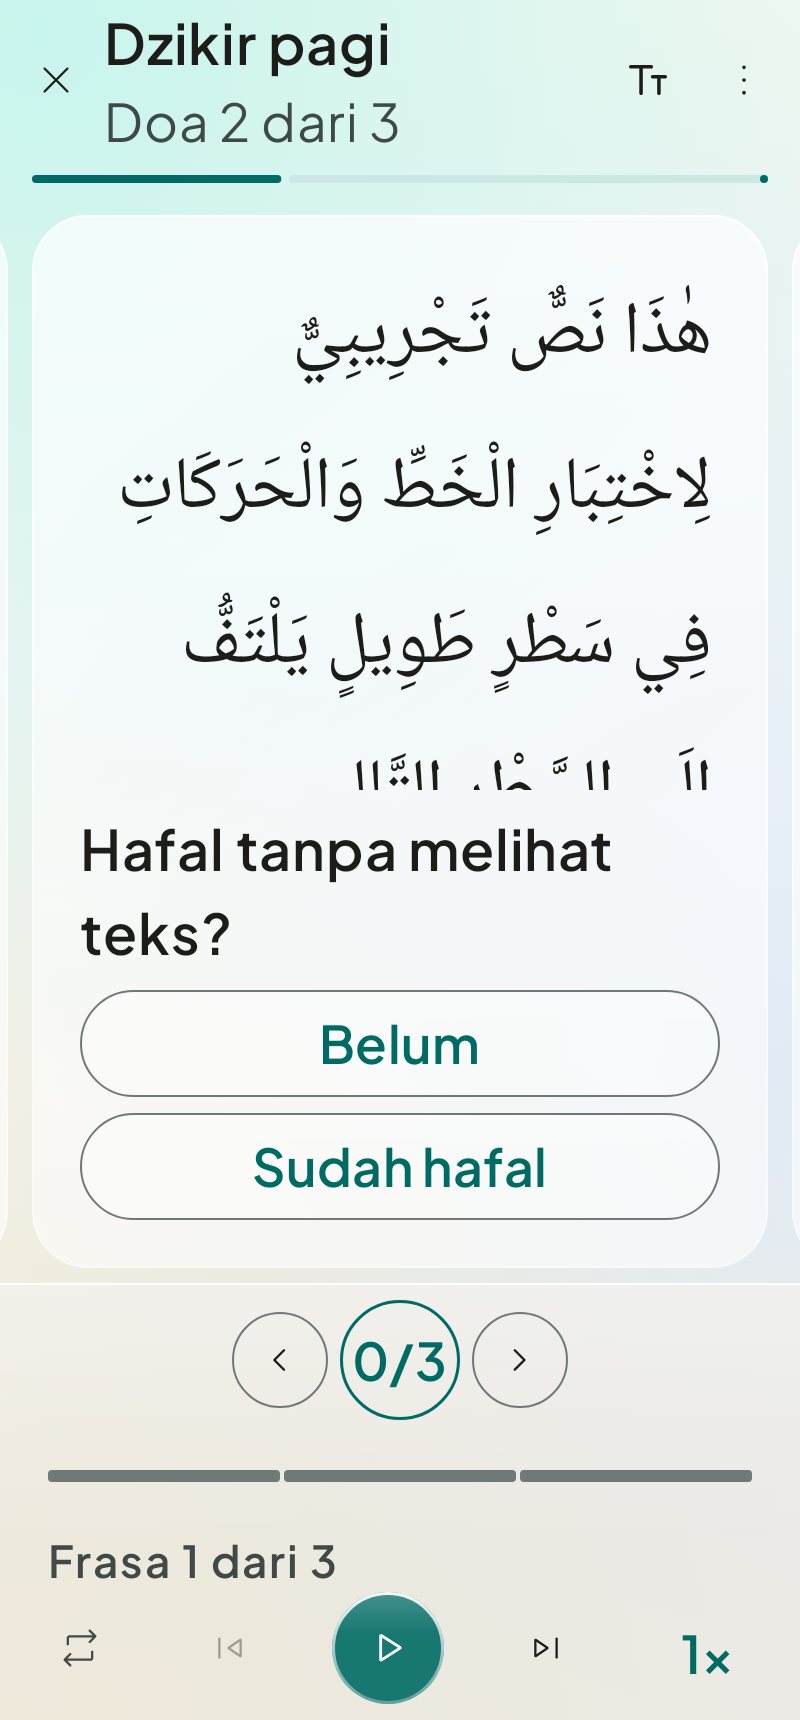 Dzikir pagi
Doa 2 dari 3
هٰذَا نَصٌّ تَجْرِيبِيٌّ
لِاخْتِبَارِ الْخَطِّ وَالْحَرَكَاتِ
فِي سَطْرٍ طَوِيلٍ يَلْتَفُّ
Hafal tanpa melihat
teks?
Belum
Sudah hafal
0/3
Frasa 1 dari 3
1×